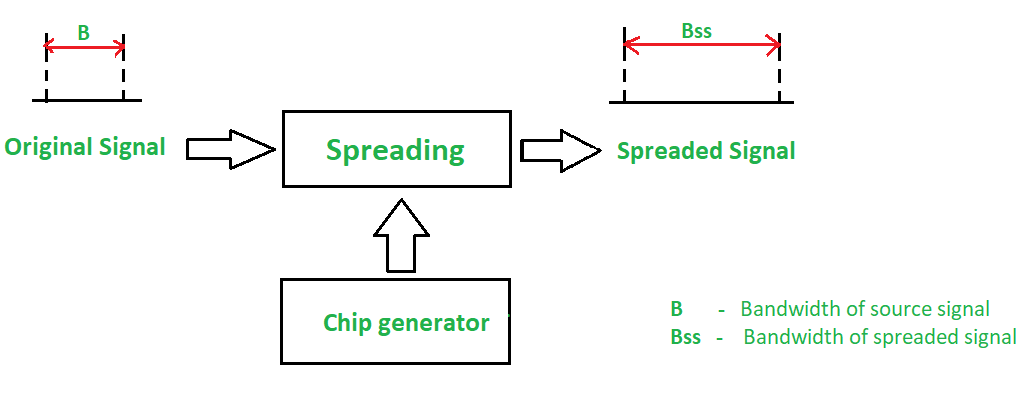 B
Bss
Original Signal
Spreading
Spreaded Signal
Chip generator
B - Bandwidth of source signal
Bss - Bandwidth of spreaded signal